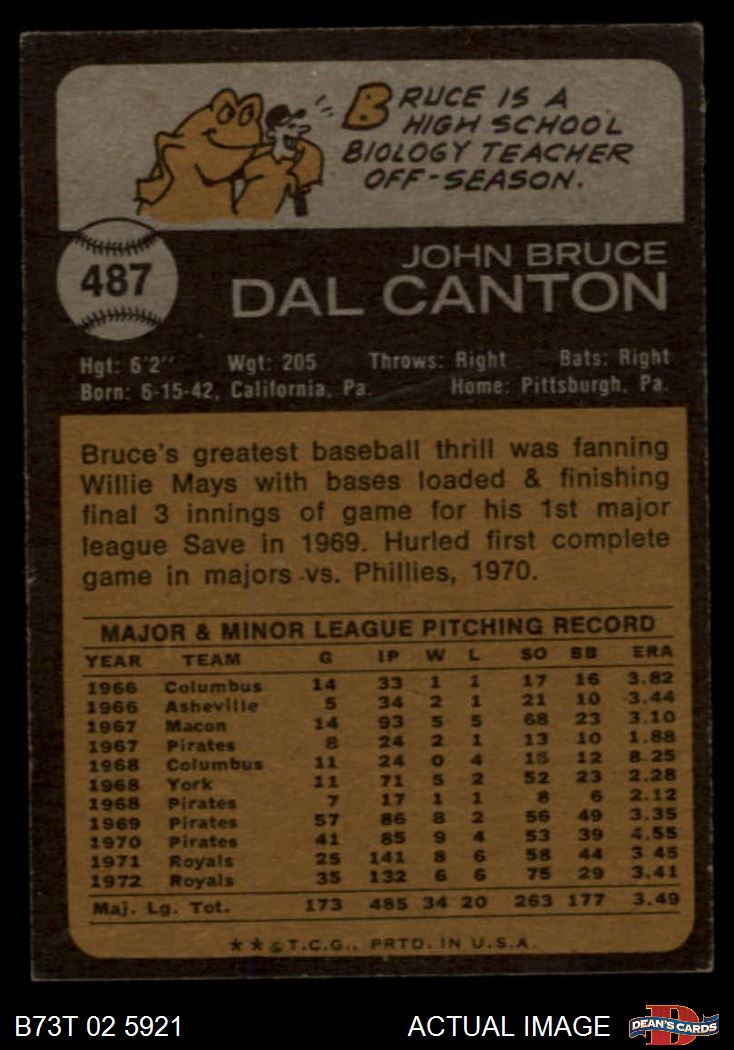 BRUCE IS A
HIGH SCHOOL
BIOLOGY TEACHER
OFF-SEASON.
487
JOHN BRUCE
DAL CANTON
Hgt: 6'2" Wgt: 205 Throws: Right Bats: Right
Born: 6-15-42, California, Pa. Home: Pittsburgh, Pa.
Bruce's greatest baseball thrill was fanning
Willie Mays with bases loaded & finishing
final 3 innings of game for his 1st major
league Save in 1969. Hurled first complete
game in majors vs. Phillies, 1970.
MAJOR & MINOR LEAGUE PITCHING RECORD
YEAR TEAM G IP W L SO BB ERA
1966 Columbus 14 33 1 1 17 16 3.82
1966 Asheville 5 34 2 1 21 10 3.44
1967 Macon 14 93 5 5 68 23 3.10
1967 Pirates 8 24 2 1 13 10 1.88
1968 Columbus 11 24 0 4 15 12 8.25
1968 York 11 71 5 2 52 23 2.28
1968 Pirates 7 17 1 1 8 6 2.12
1969 Pirates 57 86 8 2 56 49 3.35
1970 Pirates 41 85 9 4 53 39 4.55
1971 Royals 25 141 8 6 58 44 3.45
1972 Royals 35 132 6 6 75 29 3.41
Maj. Lg. Tot. 173 485 34 20 263 177 3.49
★★© T.C.G., PRTD. IN U.S.A.
B73T 02 5921 ACTUAL IMAGE DEAN'S CARDS